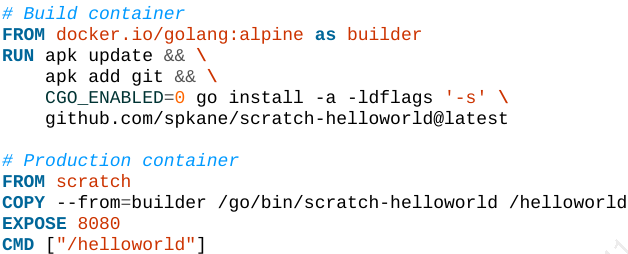 # Build container
FROM docker.io/golang:alpine as builder
RUN apk update && \
    apk add git && \
    CGO_ENABLED=0 go install -a -ldflags '-s' \
    github.com/spkane/scratch-helloworld@latest

# Production container
FROM scratch
COPY --from=builder /go/bin/scratch-helloworld /helloworld
EXPOSE 8080
CMD ["/helloworld"]